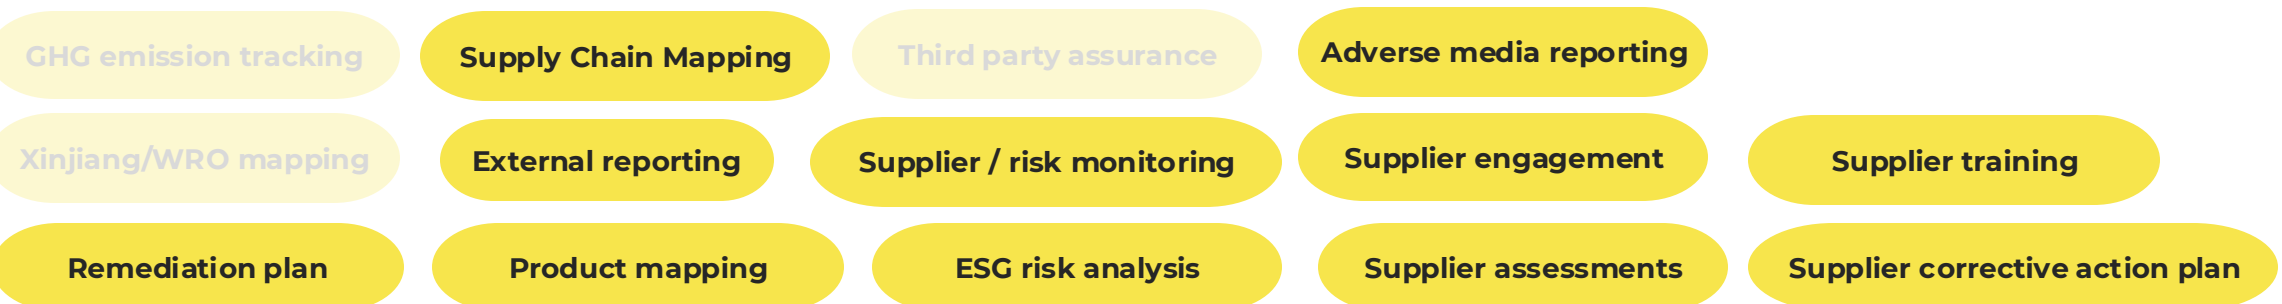 GHG emission tracking
Supply Chain Mapping
Third party assurance
Adverse media reporting
Xinjiang/WRO mapping
External reporting
Supplier / risk monitoring
Supplier engagement
Supplier training
Remediation plan
Product mapping
ESG risk analysis
Supplier assessments
Supplier corrective action plan